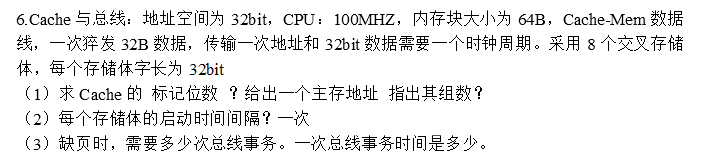 6.Cache 与总线：地址空间为 32bit，CPU：100MHZ，内存块大小为 64B，Cache-Mem 数据
线，一次猝发 32B 数据，传输一次地址和 32bit 数据需要一个时钟周期。采用 8 个交叉存储
体，每个存储体字长为 32bit
（1）求 Cache 的 标记位数 ？给出一个主存地址 指出其组数？
（2）每个存储体的启动时间间隔？一次
（3）缺页时，需要多少次总线事务。一次总线事务时间是多少。